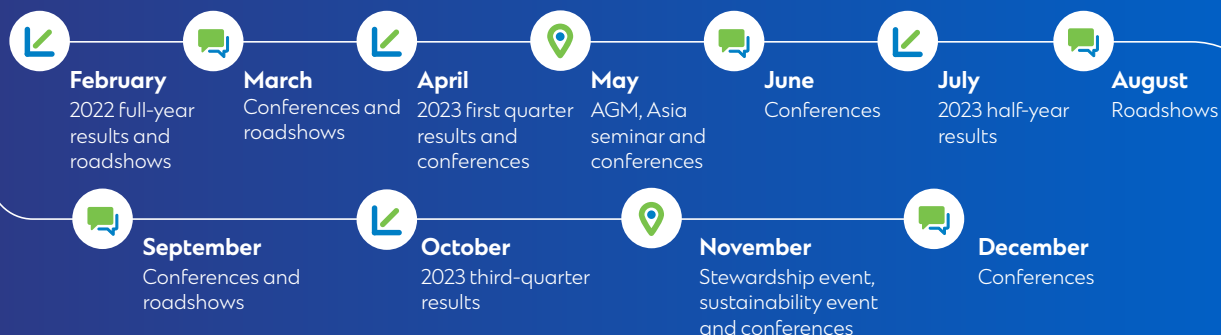 February
2022 full-year
results and
roadshows
March
Conferences and
roadshows
April
2023 first quarter
results and
conferences
May
AGM, Asia
seminar and
conferences
June
Conferences
July
2023 half-year
results
August
Roadshows
September
Conferences and
roadshows
October
2023 third-quarter
results
November
Stewardship event,
sustainability event
and conferences
December
Conferences